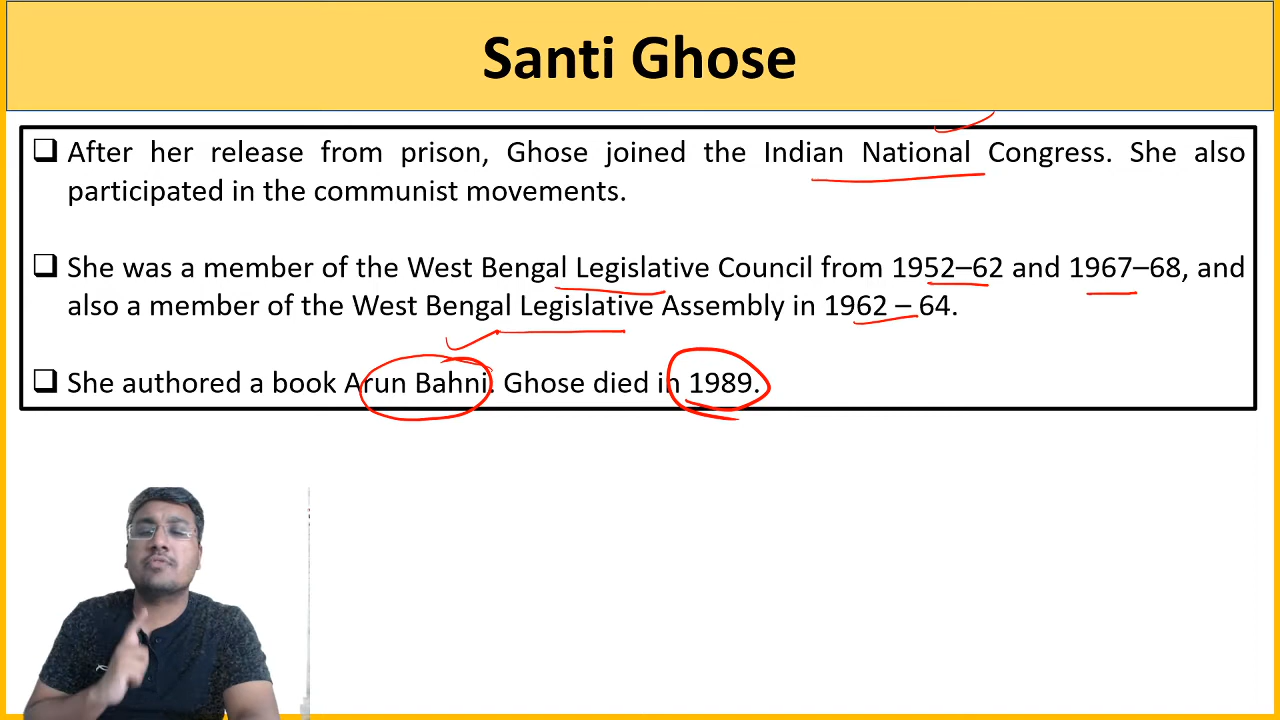 Santi Ghose
❑ After her release from prison, Ghose joined the Indian National Congress. She also
participated in the communist movements.
❑ She was a member of the West Bengal Legislative Council from 1952–62 and 1967–68, and
also a member of the West Bengal Legislative Assembly in 1962 – 64.
❑ She authored a book Arun Bahni. Ghose died in 1989.